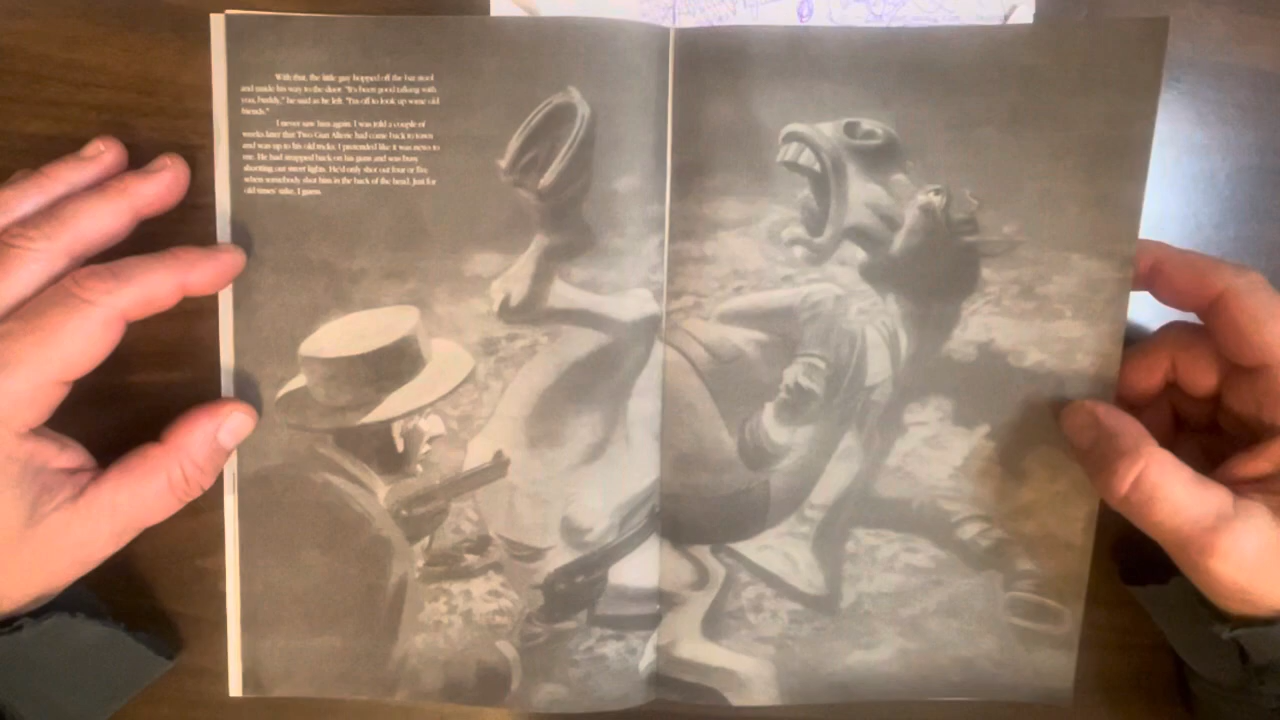 With that, the little guy hopped off the bar stool
and made his way to the door. "It's been good talking with
you, buddy," he said as he left. "I'm off to look up some old
friends."
I never saw him again. I was told a couple of
weeks later that Two Gun Alterie had come back to town
and was up to his old tricks. I pretended like it was news to
me. He had strapped back on his guns and was busy
shooting out street lights. He'd only shot out four or five
when somebody shot him in the back of the head. Just for
old times' sake, I guess.